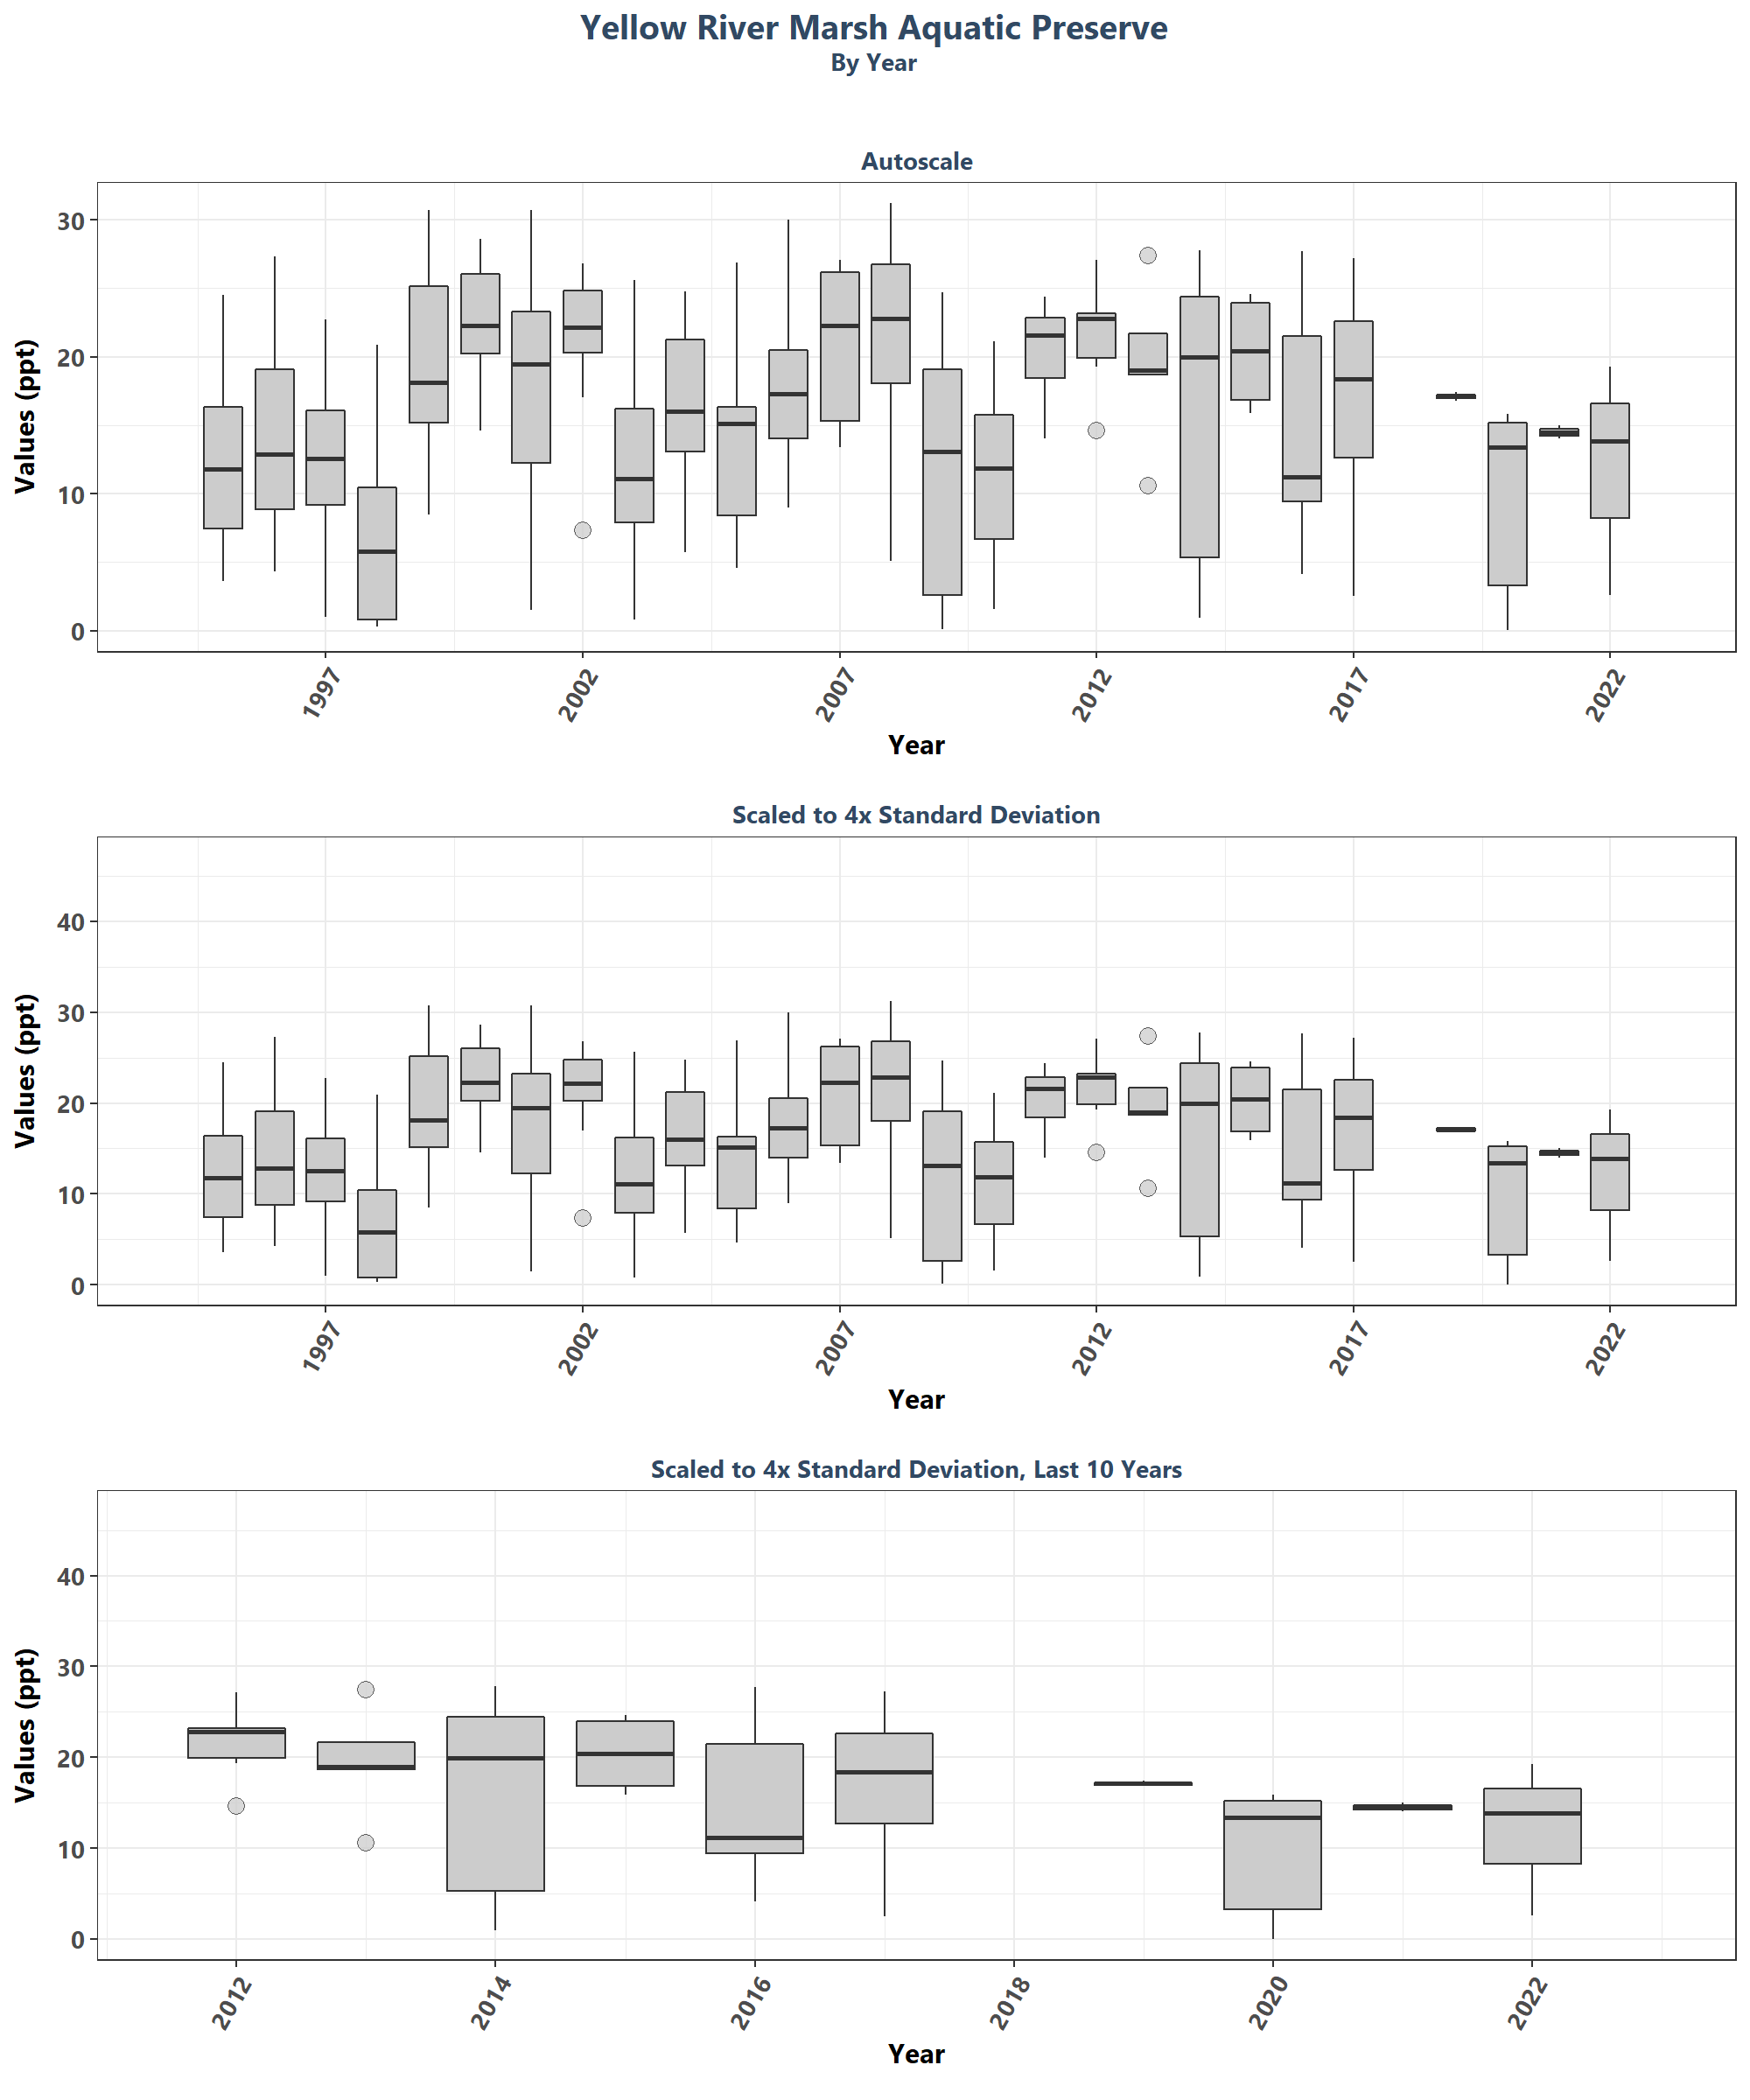 Yellow River Marsh Aquatic Preserve
By Year
Autoscale
Values (ppt)
30
20
10
0
1997
2002
2007
2012
2017
2022
Year
Scaled to 4x Standard Deviation
Values (ppt)
40
30
20
10
0
1997
2002
2007
2012
2017
2022
Year
Scaled to 4x Standard Deviation, Last 10 Years
Values (ppt)
40
30
20
10
0
2012
2014
2016
2018
2020
2022
Year